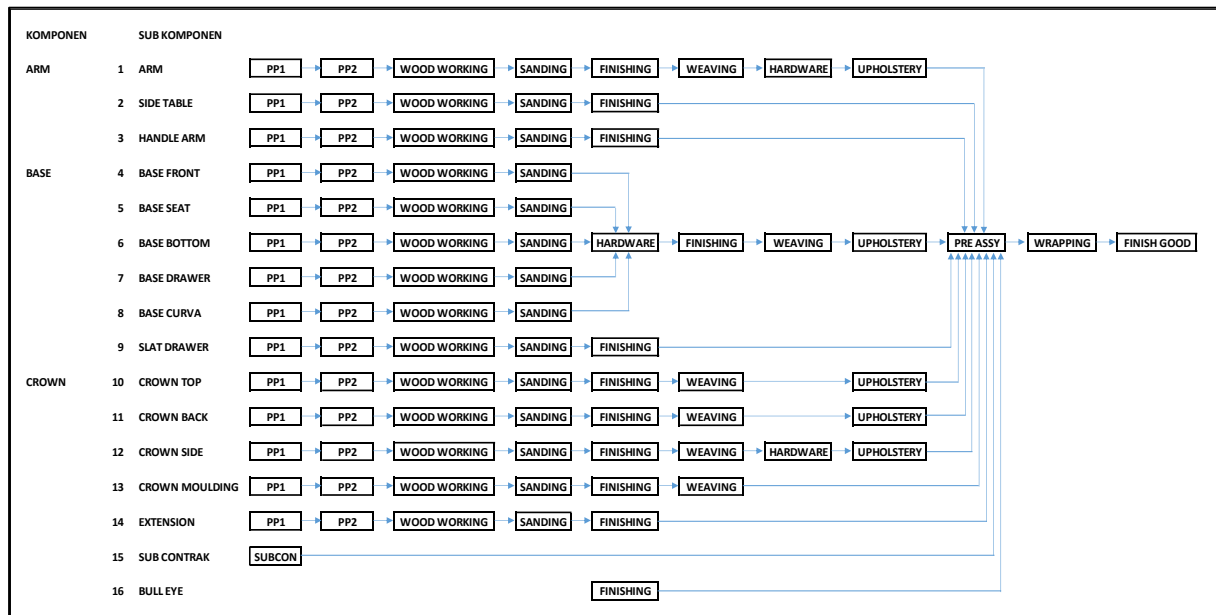 KOMPONEN SUB KOMPONEN
ARM 1 ARM PP1 PP2 WOOD WORKING SANDING FINISHING WEAVING HARDWARE UPHOLSTERY
2 SIDE TABLE PP1 PP2 WOOD WORKING SANDING FINISHING
3 HANDLE ARM PP1 PP2 WOOD WORKING SANDING FINISHING
BASE 4 BASE FRONT PP1 PP2 WOOD WORKING SANDING
5 BASE SEAT PP1 PP2 WOOD WORKING SANDING
6 BASE BOTTOM PP1 PP2 WOOD WORKING SANDING HARDWARE FINISHING WEAVING UPHOLSTERY PRE ASSY WRAPPING FINISH GOOD
7 BASE DRAWER PP1 PP2 WOOD WORKING SANDING
8 BASE CURVA PP1 PP2 WOOD WORKING SANDING
9 SLAT DRAWER PP1 PP2 WOOD WORKING SANDING FINISHING
CROWN 10 CROWN TOP PP1 PP2 WOOD WORKING SANDING FINISHING WEAVING UPHOLSTERY
11 CROWN BACK PP1 PP2 WOOD WORKING SANDING FINISHING WEAVING UPHOLSTERY
12 CROWN SIDE PP1 PP2 WOOD WORKING SANDING FINISHING WEAVING HARDWARE UPHOLSTERY
13 CROWN MOULDING PP1 PP2 WOOD WORKING SANDING FINISHING WEAVING
14 EXTENSION PP1 PP2 WOOD WORKING SANDING FINISHING
15 SUB CONTRAK SUBCON
16 BULL EYE FINISHING